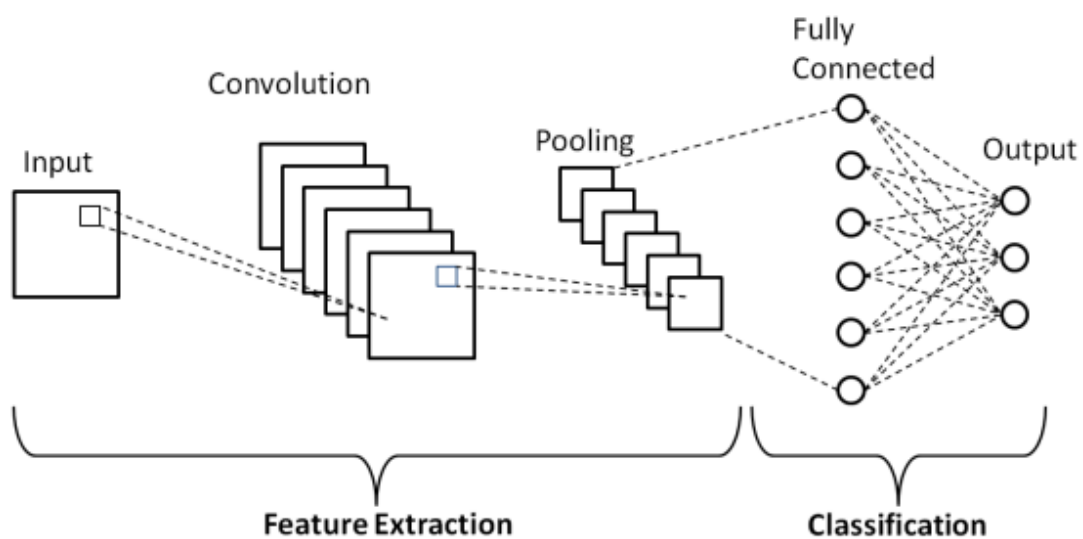 Input
Convolution
Pooling
Fully
Connected
Output
Feature Extraction
Classification